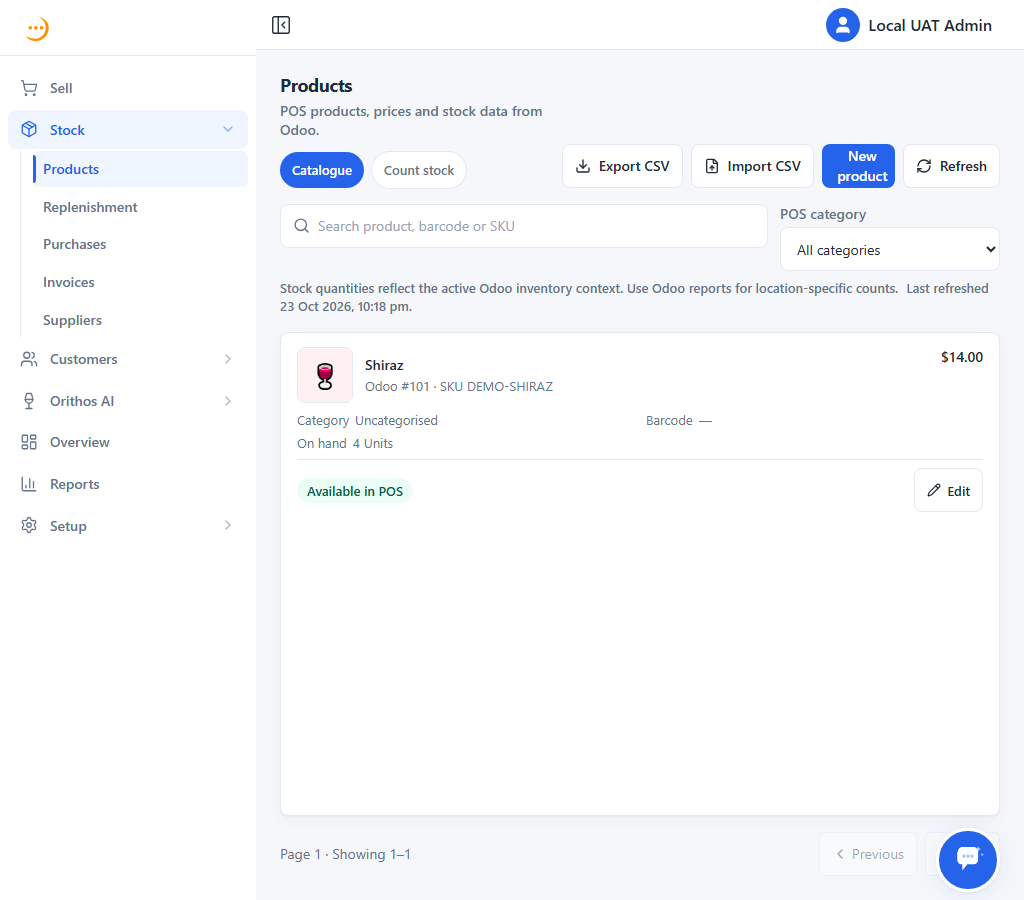 Local UAT Admin
Sell
Stock
Products
Replenishment
Purchases
Invoices
Suppliers
Customers
Orithos AI
Overview
Reports
Setup
Products
POS products, prices and stock data from
Odoo.
Catalogue
Count stock
Export CSV
Import CSV
New
product
Refresh
Search product, barcode or SKU
POS category
All categories
Stock quantities reflect the active Odoo inventory context. Use Odoo reports for location-specific counts. Last refreshed
23 Oct 2026, 10:18 pm.
Shiraz
$14.00
Odoo #101 · SKU DEMO-SHIRAZ
Category Uncategorised
Barcode —
On hand 4 Units
Available in POS
Edit
Page 1 · Showing 1–1
Previous